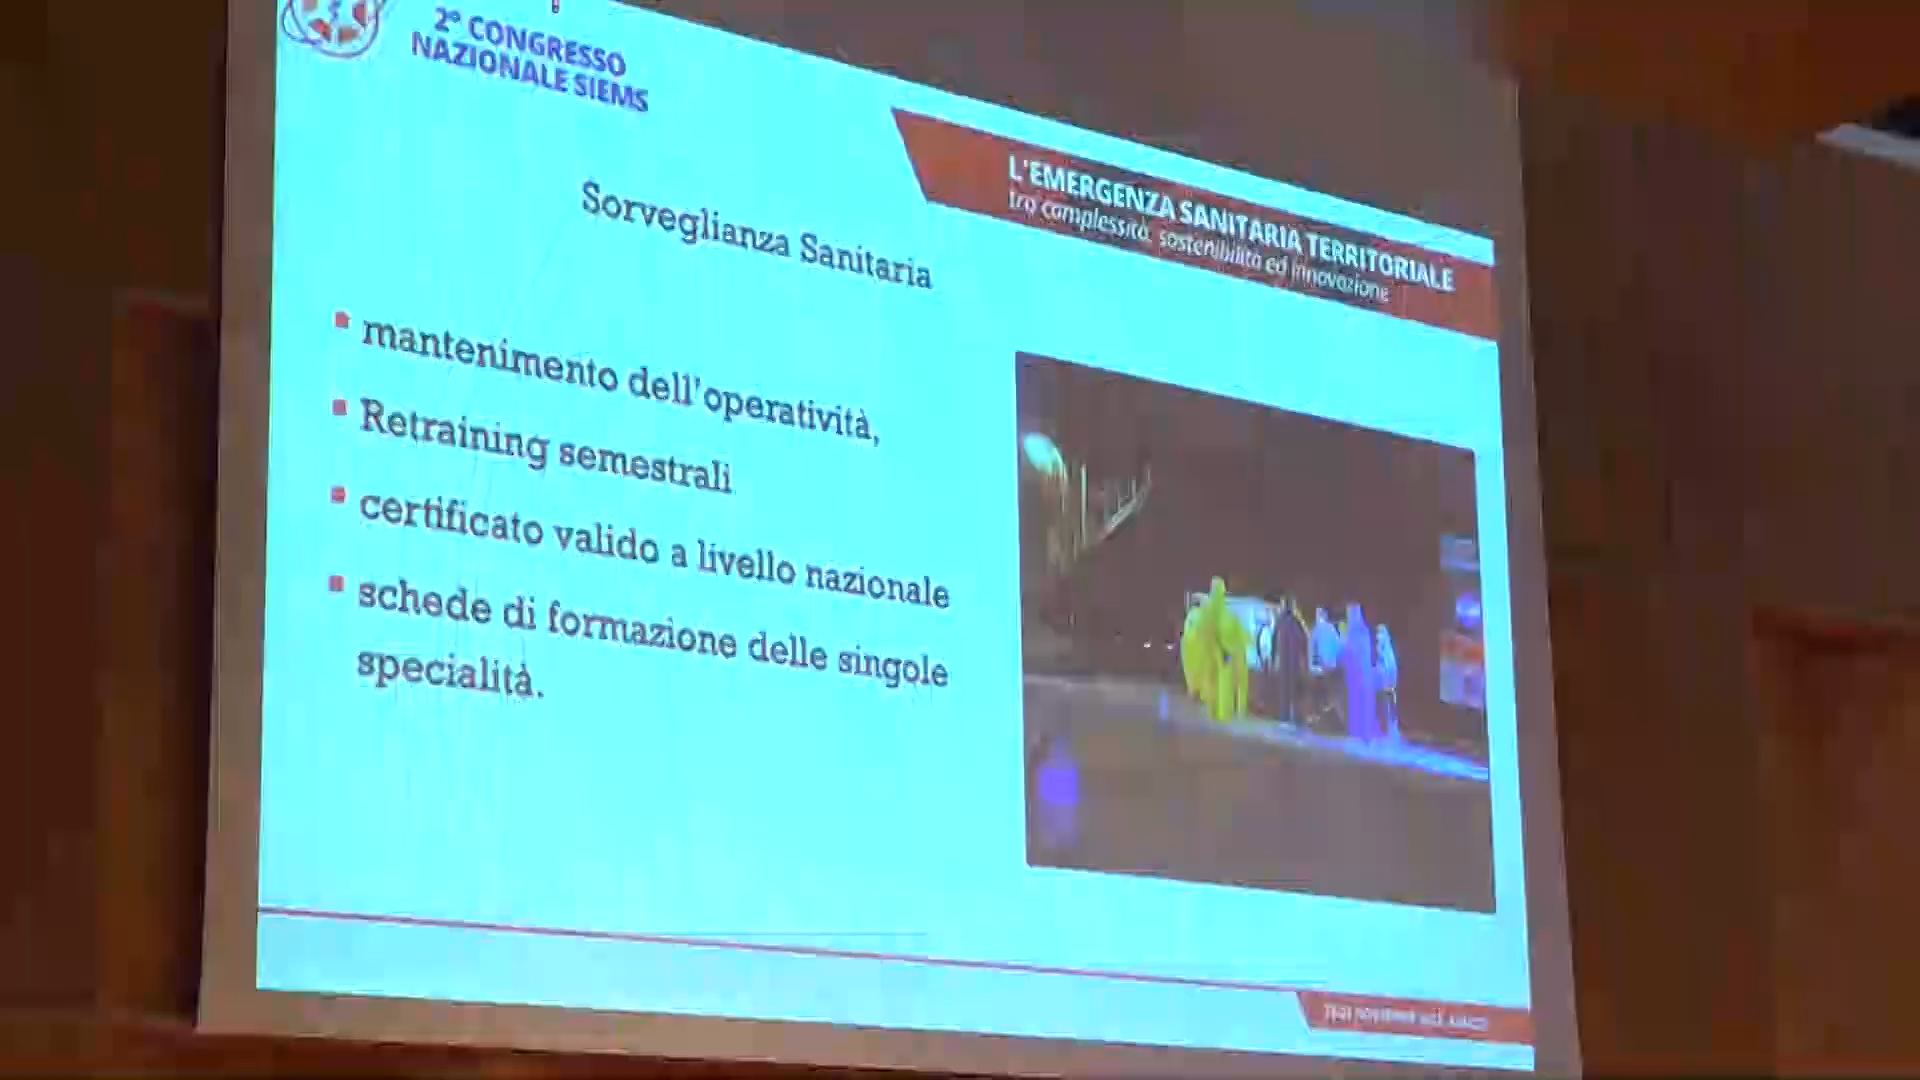 2° CONGRESSO
NAZIONALE SIEMS
L'EMERGENZA SANITARIA TERRITORIALE
tra complessità, sostenibilità ed innovazione
Sorveglianza Sanitaria
mantenimento dell'operatività,
Retraining semestrali
certificato valido a livello nazionale
schede di formazione delle singole
specialità.